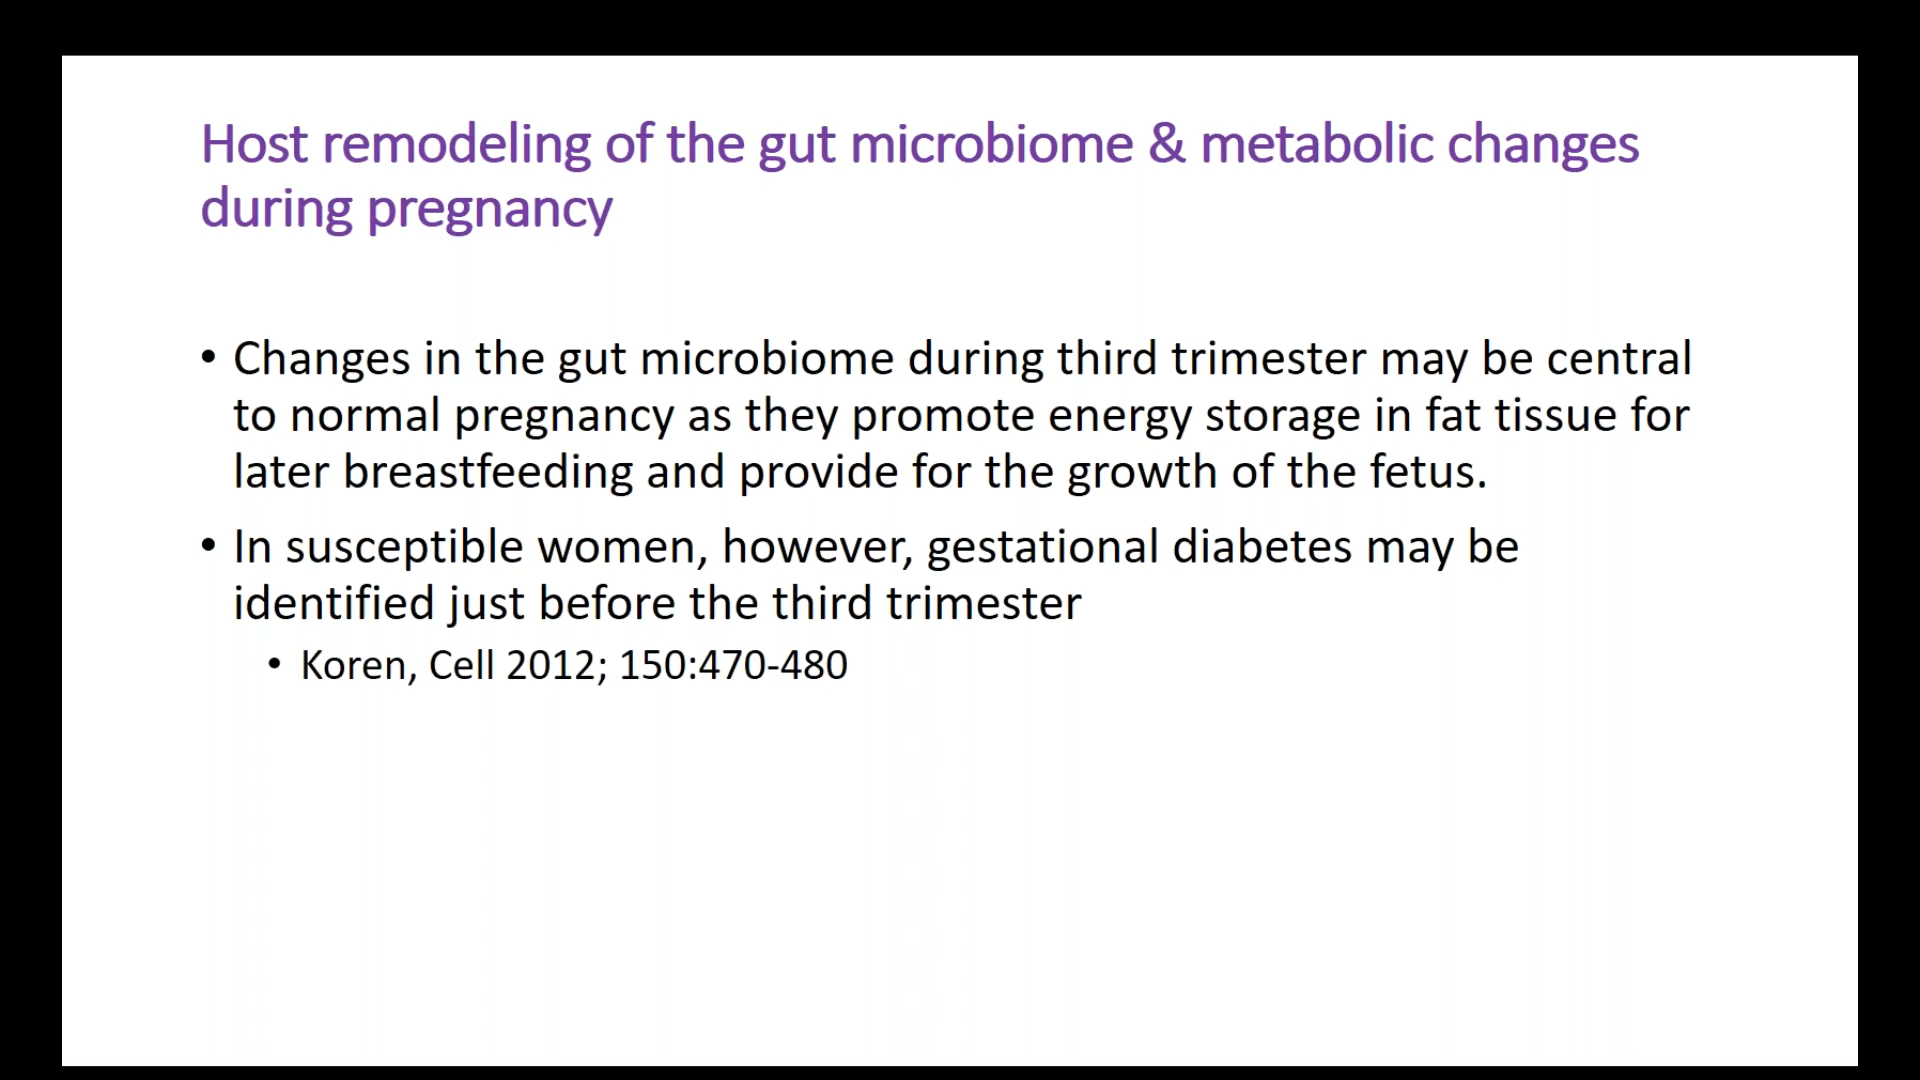 Host remodeling of the gut microbiome & metabolic changes
during pregnancy
• Changes in the gut microbiome during third trimester may be central
to normal pregnancy as they promote energy storage in fat tissue for
later breastfeeding and provide for the growth of the fetus.
• In susceptible women, however, gestational diabetes may be
identified just before the third trimester
• Koren, Cell 2012; 150:470-480